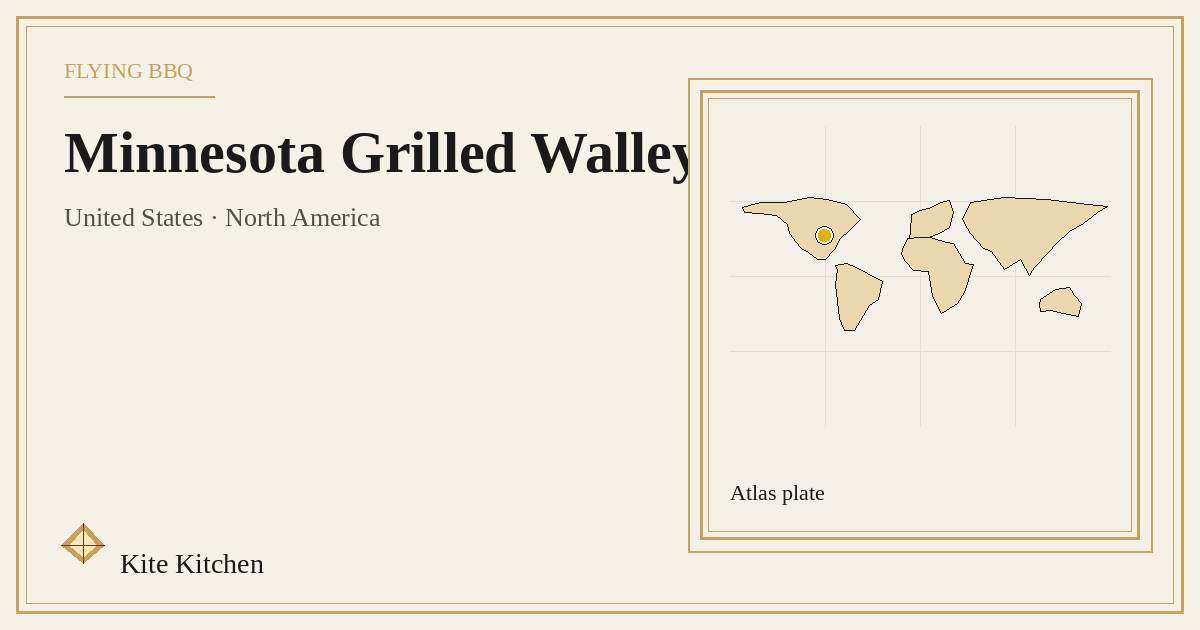 FLYING BBQ
Minnesota Grilled Walley
United States · North America
Atlas plate
Kite Kitchen